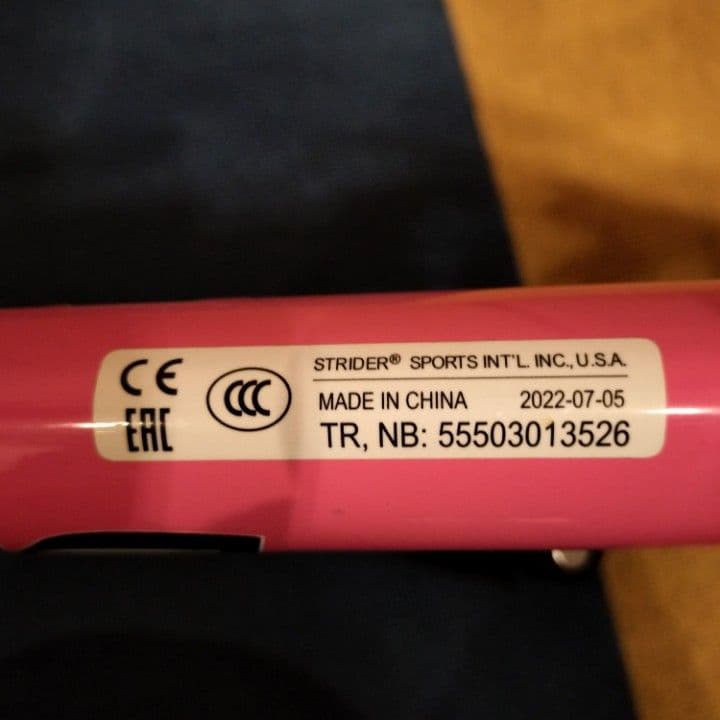 CE
EAC
CCC
STRIDER® SPORTS INT'L. INC., U.S.A.
MADE IN CHINA 2022-07-05
TR, NB: 55503013526